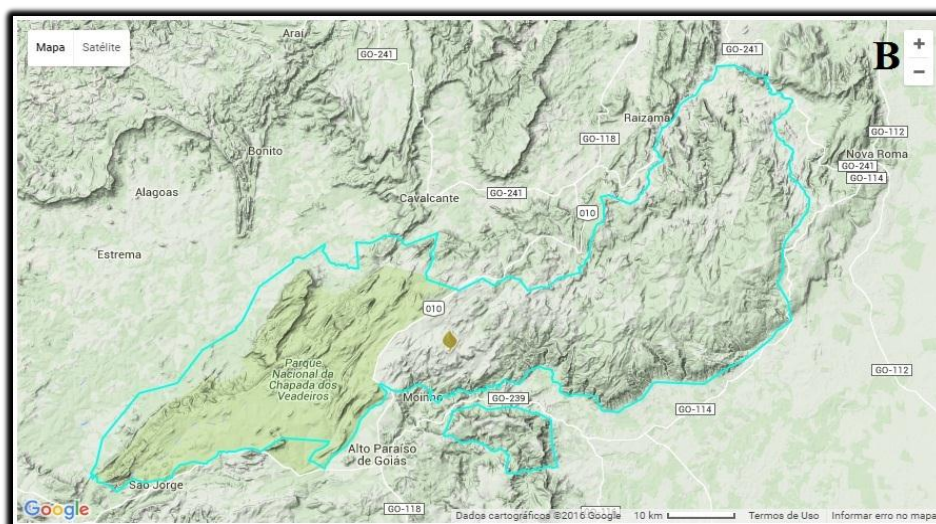 Mapa Satélite
B
+
−
Araí
GO-241
GO-241
Raizama
GO-118
GO-112
Nova Roma
GO-241
GO-114
Bonito
Alagoas
Cavalcante
GO-241
010
Estrema
010
Parque
Nacional da
Chapada dos
Veadeiros
GO-112
Moinho
GO-239
GO-114
Alto Paraíso
de Goiás
São Jorge
GO-118
Google
Dados cartográficos ©2016 Google 10 km Termos de Uso Informar erro no mapa